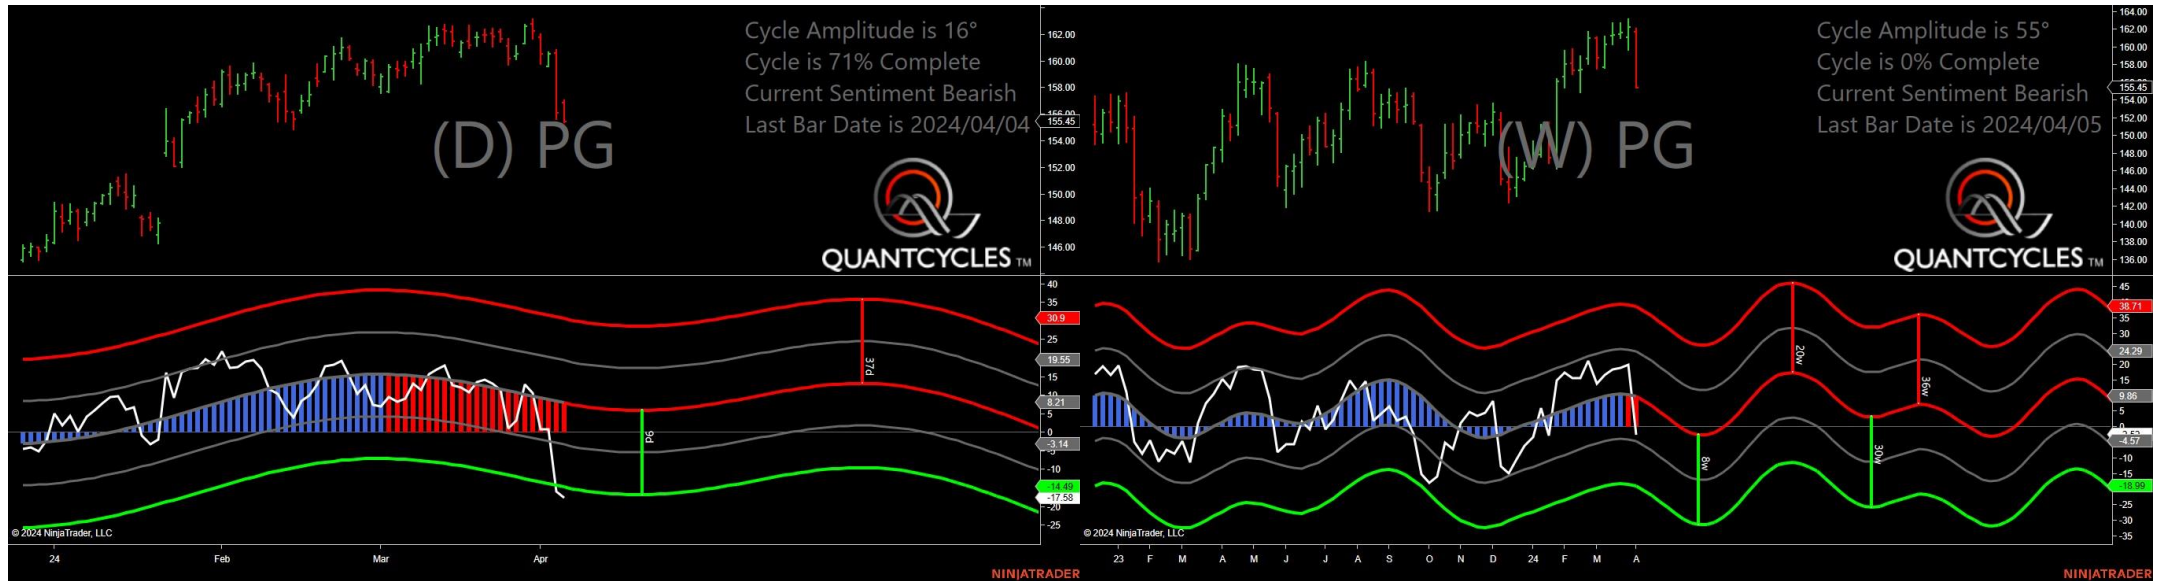 Cycle Amplitude is 16°
Cycle is 71% Complete
Current Sentiment Bearish
Last Bar Date is 2024/04/04
(D) PG
QUANTCYCLES TM
162.00
160.00
158.00
155.45
154.00
152.00
150.00
148.00
146.00
40
35
30.9
25
19.55
15
8.21
5
0
-3.14
-10
-14.49
-17.58
-20
-25
37d
9d
© 2024 NinjaTrader, LLC
24 Feb Mar Apr
NINJATRADER
Cycle Amplitude is 55°
Cycle is 0% Complete
Current Sentiment Bearish
Last Bar Date is 2024/04/05
(W) PG
QUANTCYCLES TM
164.00
162.00
160.00
158.00
155.45
154.00
152.00
150.00
148.00
146.00
144.00
142.00
140.00
138.00
136.00
45
38.71
35
30
24.29
20
15
9.86
5
-4.57
-10
-15
-18.99
-25
-30
-35
20w
36w
8w
30w
© 2024 NinjaTrader, LLC
23 F M A M J J A S O N D 24 F M A
NINJATRADER